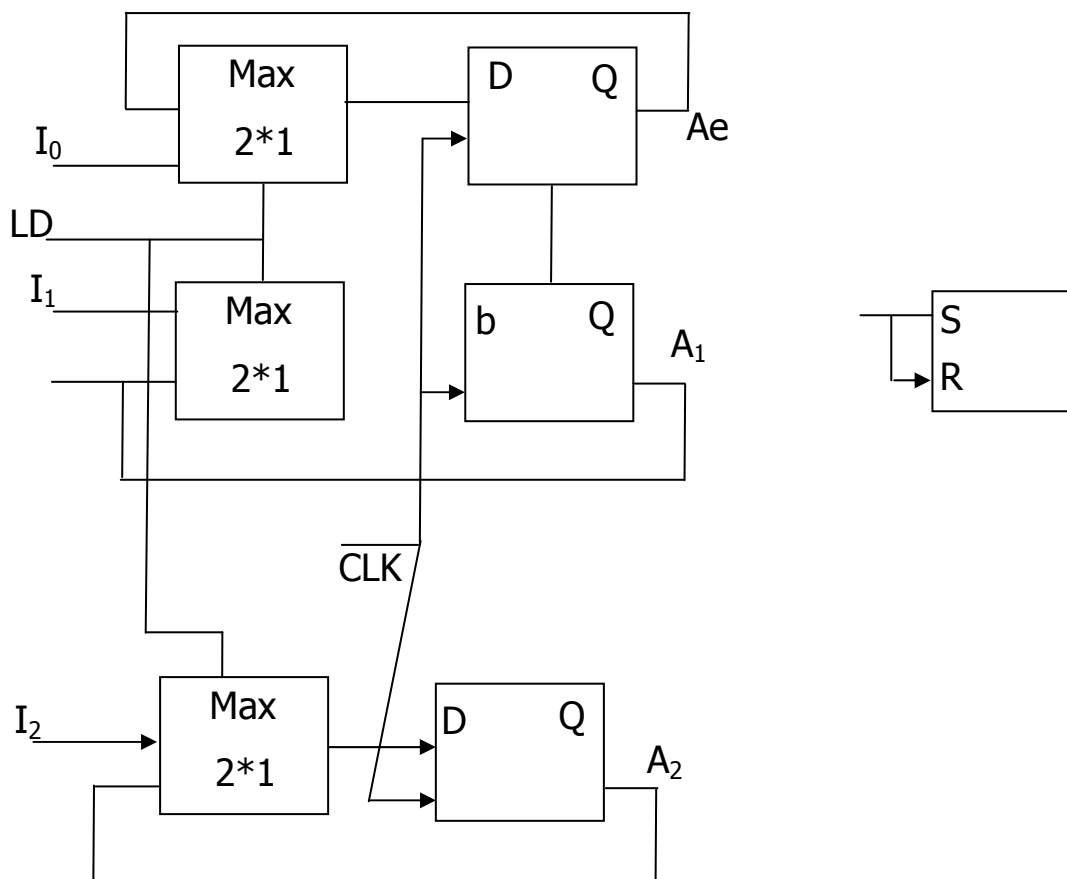 Max
2*1
D Q
Ae
I₀
LD
I₁
Max
2*1
b Q
A₁
S
R
CLK
I₂
Max
2*1
D Q
A₂